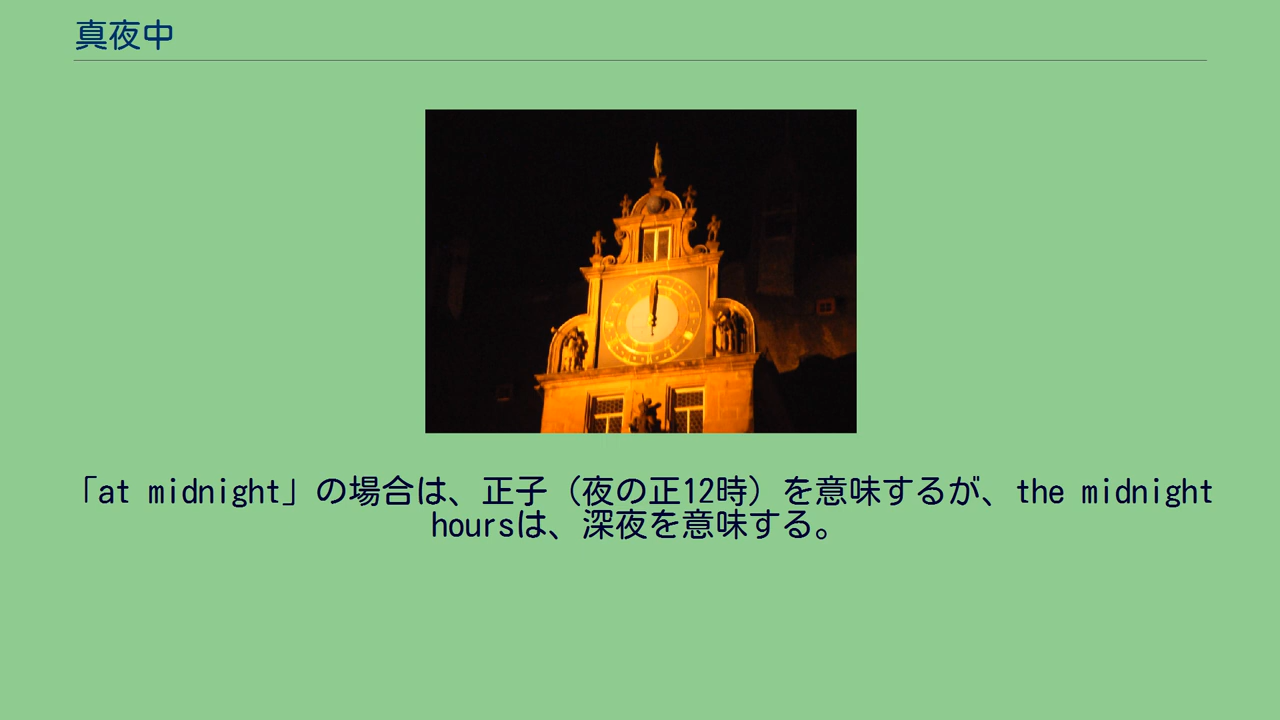 真夜中
「at midnight」の場合は、正子（夜の正12時）を意味するが、the midnight
hoursは、深夜を意味する。